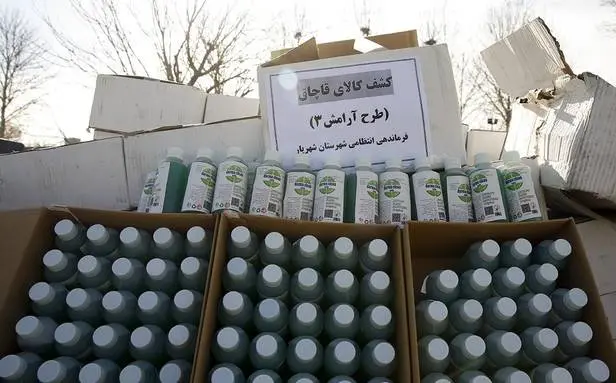 کشف کالای قاچاق
(طرح آرامش ۳)
فرماندهی انتظامی شهرستان شهریار